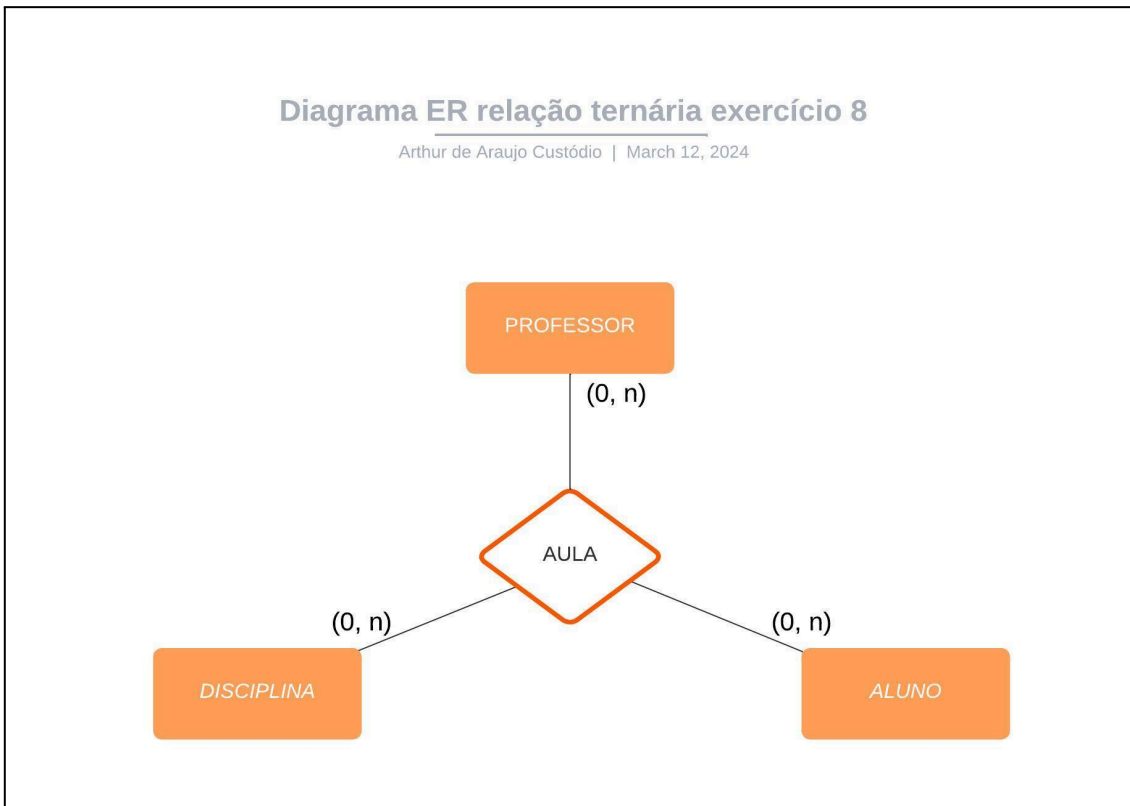 Diagrama ER relação ternária exercício 8
Arthur de Araujo Custódio | March 12, 2024
PROFESSOR
(0, n)
AULA
(0, n)
(0, n)
DISCIPLINA
ALUNO